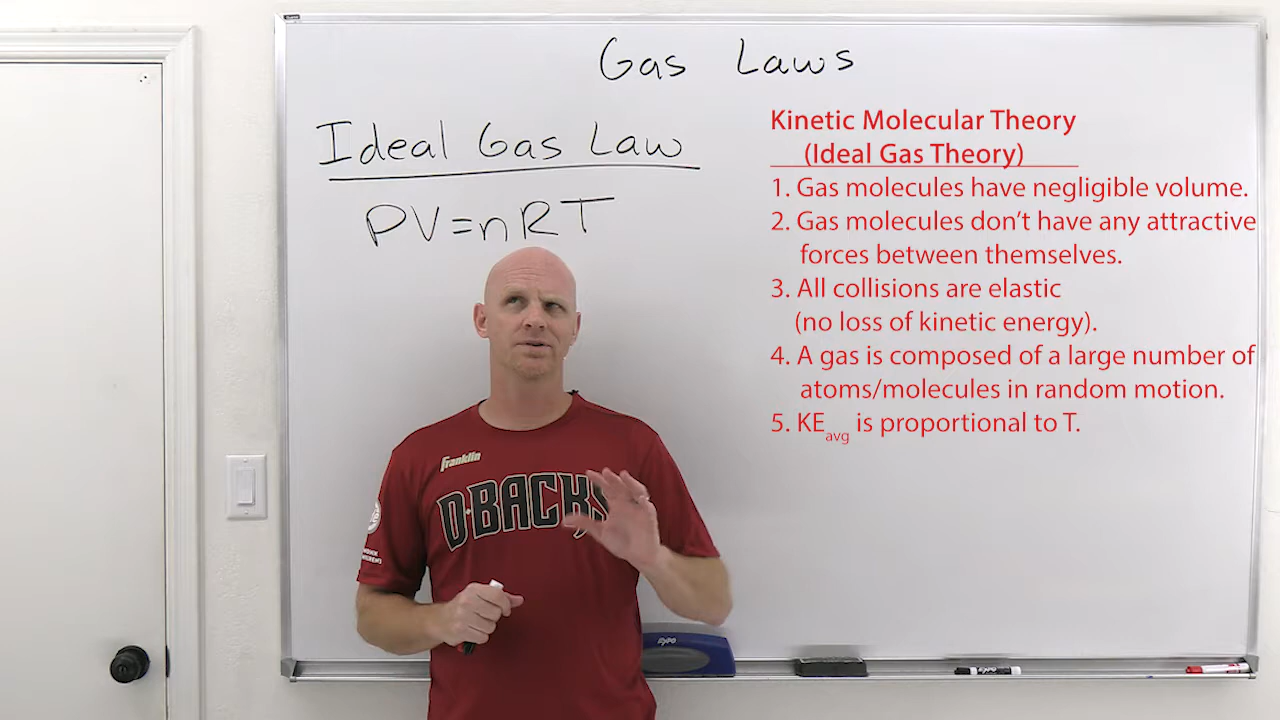 Gas Laws
Ideal Gas Law
PV=nRT
Kinetic Molecular Theory
(Ideal Gas Theory)
1. Gas molecules have negligible volume.
2. Gas molecules don't have any attractive
forces between themselves.
3. All collisions are elastic
(no loss of kinetic energy).
4. A gas is composed of a large number of
atoms/molecules in random motion.
5. KEavg is proportional to T.
Franklin
D-BACKS
EXPO
EXPO